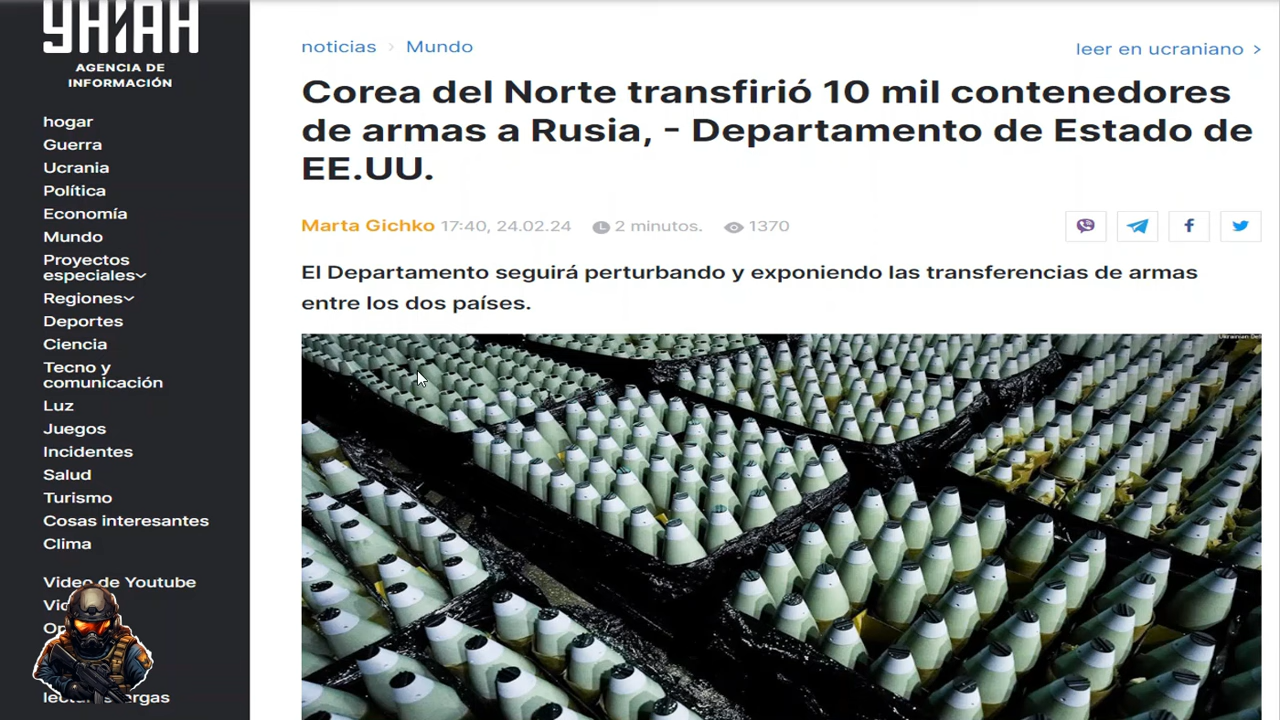 УНІАН
AGENCIA DE
INFORMACIÓN
hogar
Guerra
Ucrania
Política
Economía
Mundo
Proyectos
especiales
Regiones
Deportes
Ciencia
Tecno y
comunicación
Luz
Juegos
Incidentes
Salud
Turismo
Cosas interesantes
Clima
Video de Youtube
noticias > Mundo
leer en ucraniano >
Corea del Norte transfirió 10 mil contenedores
de armas a Rusia, - Departamento de Estado de
EE.UU.
Marta Gichko 17:40, 24.02.24 2 minutos. 1370
El Departamento seguirá perturbando y exponiendo las transferencias de armas
entre los dos países.